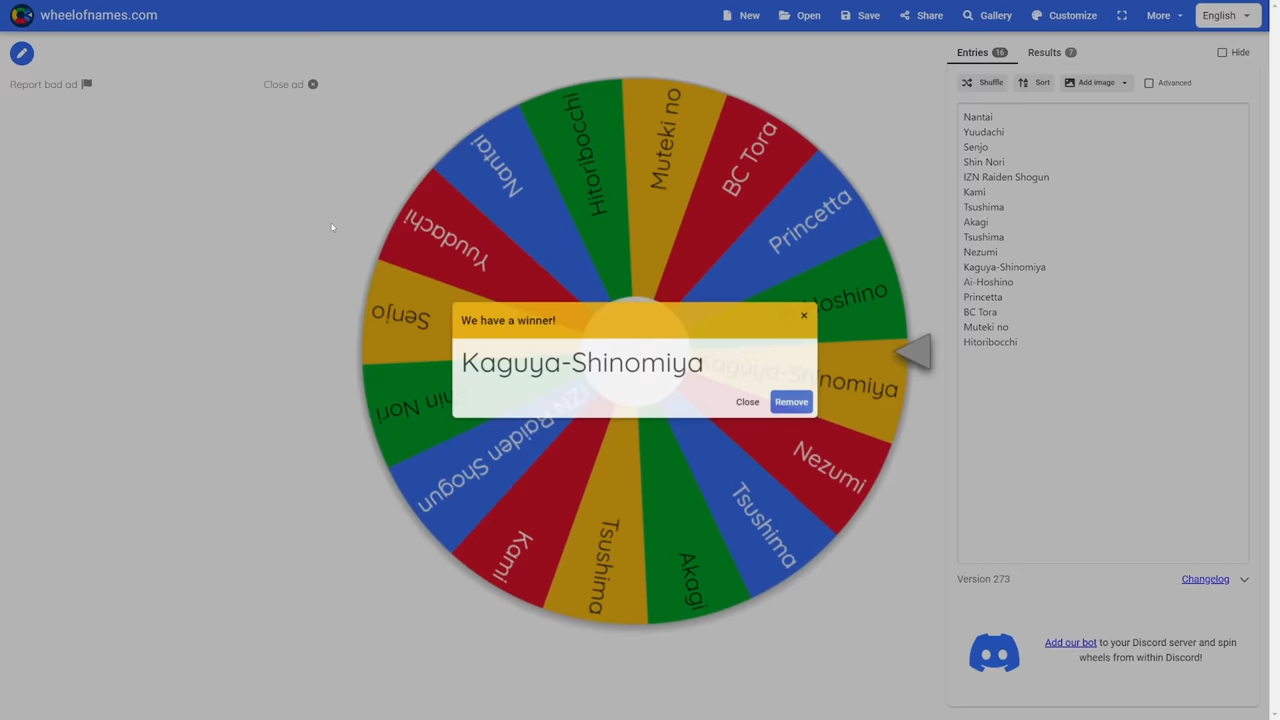 wheelofnames.com
New
Open
Save
Share
Gallery
Customize
More
English
Report bad ad
Close ad
Entries 16
Results 7
Hide
Shuffle
Sort
Add image
Advanced
Nantai
Yuudachi
Senjo
Shin Nori
IZN Raiden Shogun
Kami
Tsushima
Akagi
Tsushima
Nezumi
Kaguya-Shinomiya
Ai-Hoshino
Princetta
BC Tora
Muteki no
Hitoribocchi
Hitoribocchi
Muteki no
BC Tora
Princetta
Hoshino
Kaguya-Shinomiya
Nezumi
Tsushima
Akagi
Tsushima
Kami
IZN Raiden Shogun
Shin Nori
Senjo
Yuudachi
Nantai
We have a winner!
Kaguya-Shinomiya
Close
Remove
Version 273
Changelog
Add our bot to your Discord server and spin
wheels from within Discord!